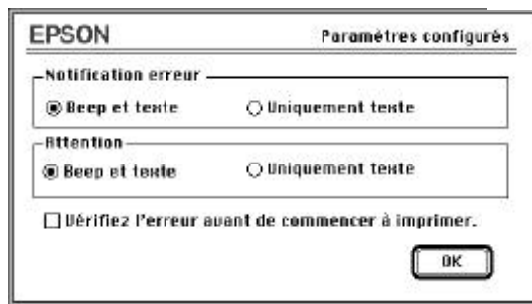 EPSON Paramètres configurés
Notification erreur
Beep et texte Uniquement texte
Attention
Beep et texte Uniquement texte
Vérifiez l'erreur avant de commencer à imprimer.
OK